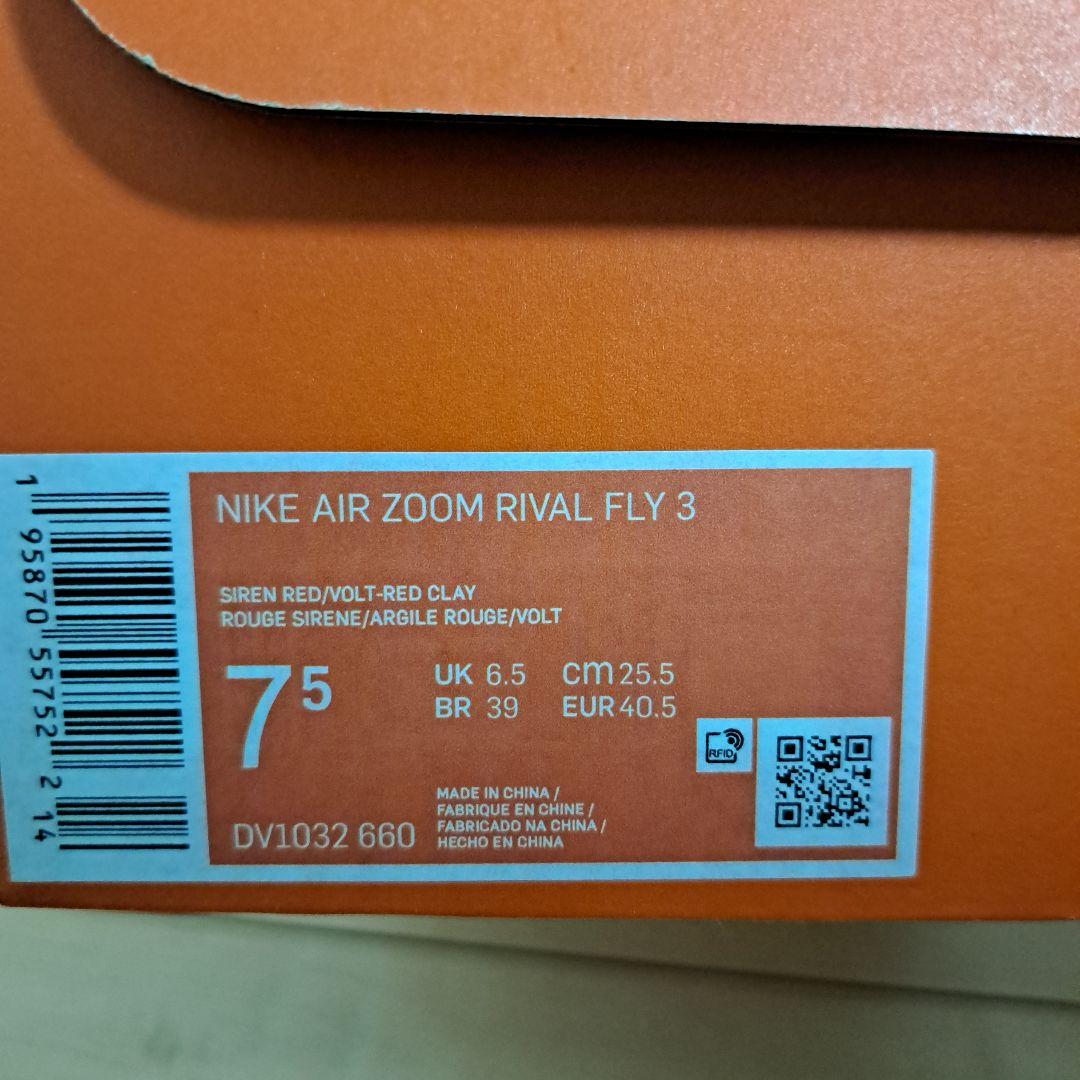 NIKE AIR ZOOM RIVAL FLY 3
SIREN RED/VOLT-RED CLAY
ROUGE SIRENE/ARGILE ROUGE/VOLT
7⁵
UK 6.5 cm 25.5
BR 39 EUR 40.5
RFID
MADE IN CHINA /
FABRIQUE EN CHINE /
FABRICADO NA CHINA /
HECHO EN CHINA
DV1032 660
1 95870 55752 2 14